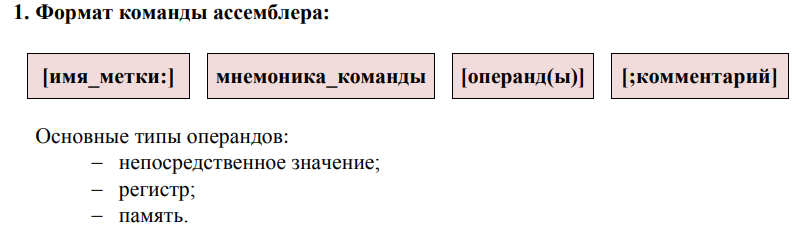 1. Формат команды ассемблера:
[имя_метки:] мнемоника_команды [операнд(ы)] [;комментарий]
Основные типы операндов:
– непосредственное значение;
– регистр;
– память.